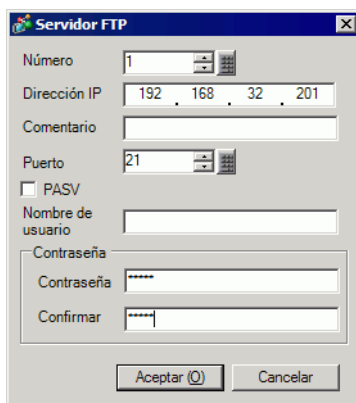 Servidor FTP
Número 1
Dirección IP 192 . 168 . 32 . 201
Comentario
Puerto 21
PASV
Nombre de
usuario
Contraseña
Contraseña *****
Confirmar *****
Aceptar (O) Cancelar